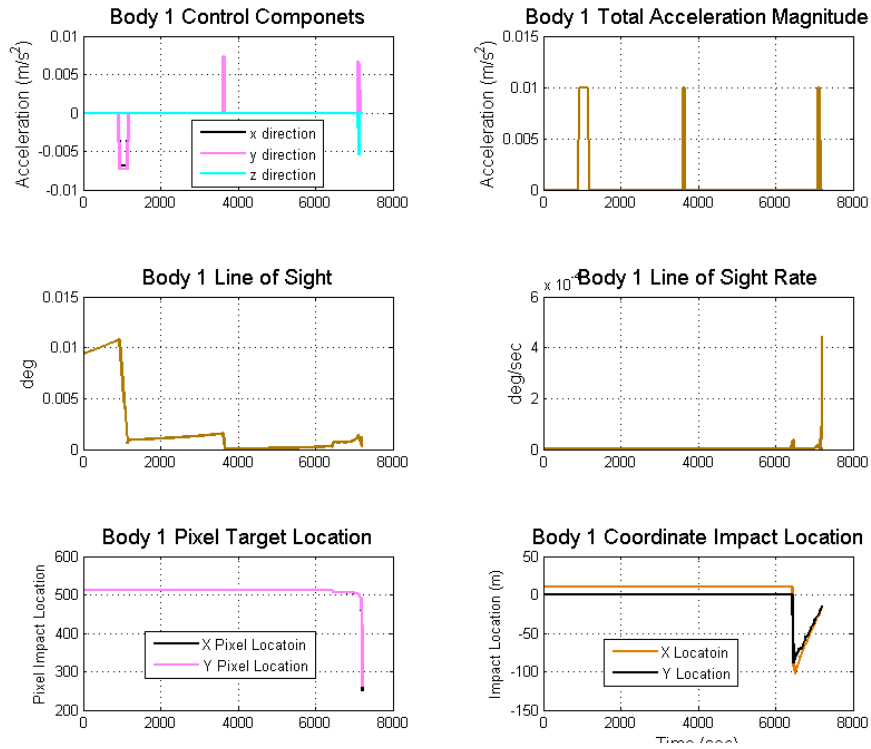 Body 1 Control Componets
Acceleration (m/s²)
0.01
0.005
0
-0.005
-0.01
x direction
y direction
z direction
0 2000 4000 6000 8000
Body 1 Total Acceleration Magnitude
Acceleration (m/s²)
0.015
0.01
0.005
0
0 2000 4000 6000 8000
Body 1 Line of Sight
deg
0.015
0.01
0.005
0
0 2000 4000 6000 8000
x 10⁻⁴
Body 1 Line of Sight Rate
deg/sec
6
4
2
0
0 2000 4000 6000 8000
Body 1 Pixel Target Location
Pixel Impact Location
600
500
400
300
200
X Pixel Locatoin
Y Pixel Location
0 2000 4000 6000 8000
Body 1 Coordinate Impact Location
Impact Location (m)
50
0
-50
-100
-150
X Locatoin
Y Location
0 2000 4000 6000 8000
Time (sec)